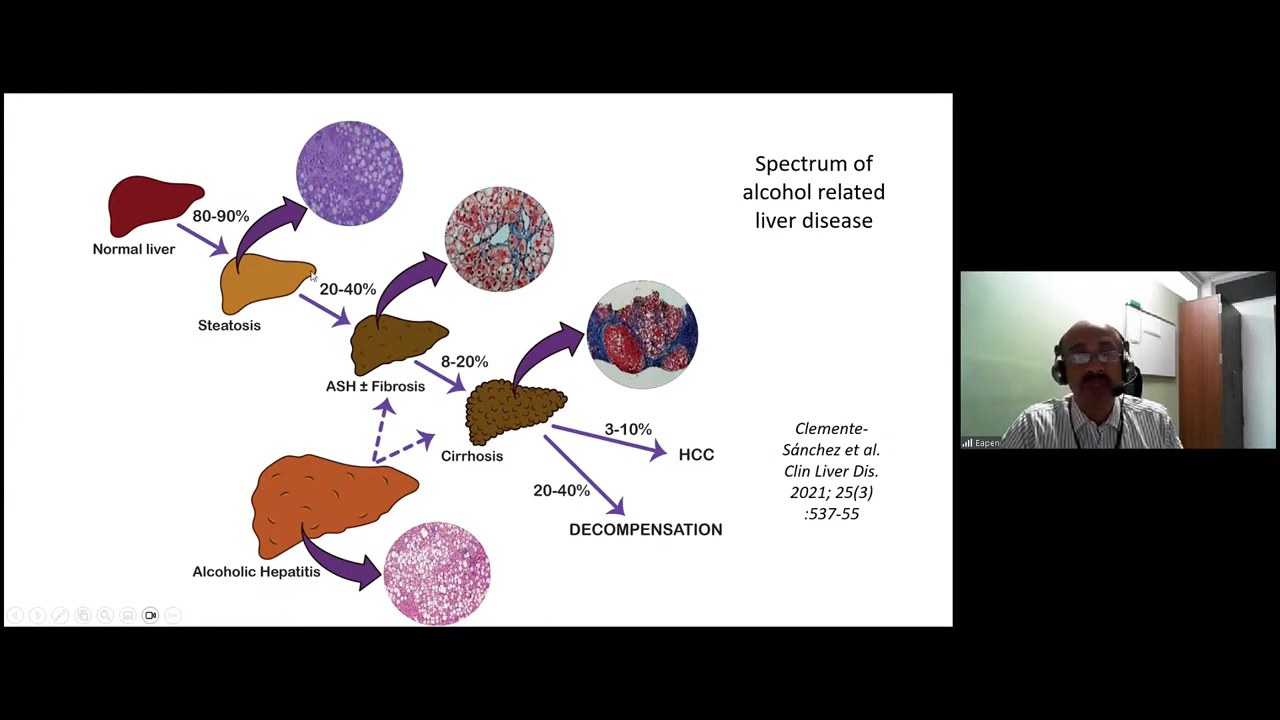 Spectrum of
alcohol related
liver disease
80-90%
Normal liver
20-40%
Steatosis
8-20%
ASH ± Fibrosis
3-10%
Cirrhosis
HCC
20-40%
DECOMPENSATION
Alcoholic Hepatitis
Clemente-
Sánchez et al.
Clin Liver Dis.
2021; 25(3)
:537-55
Eapen